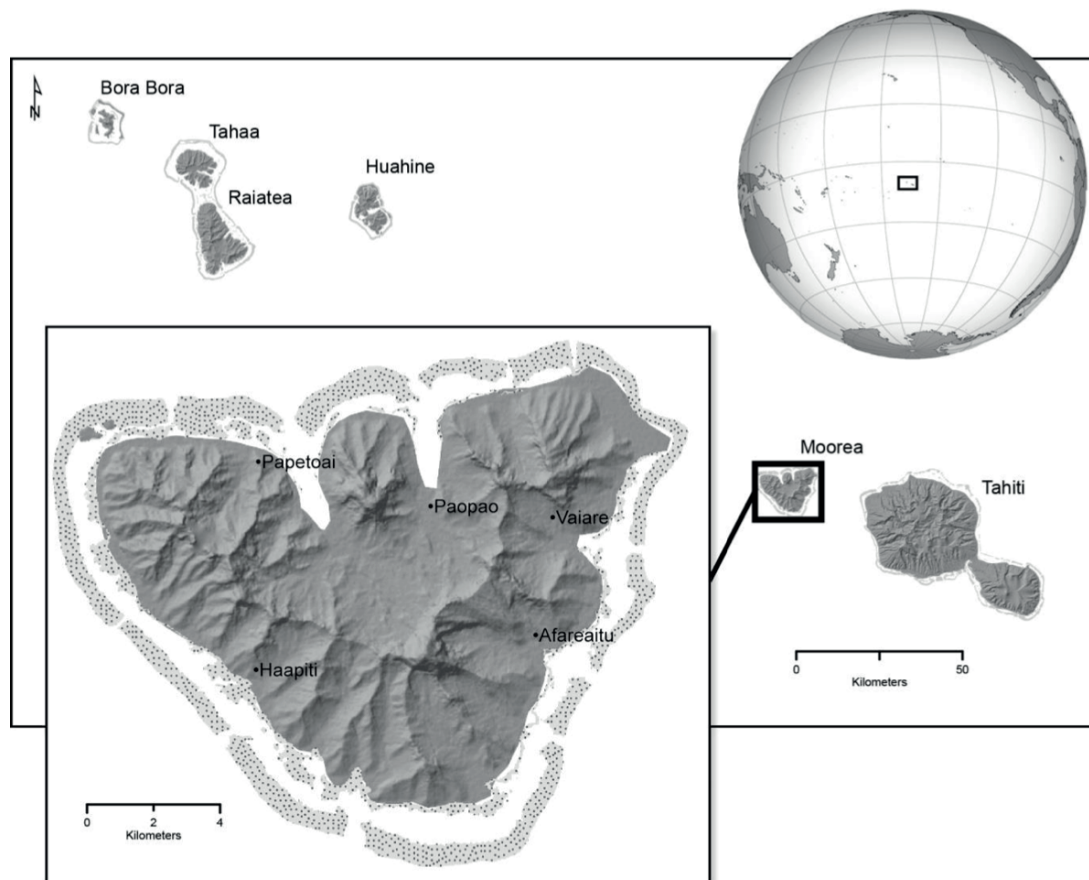 N
Bora Bora
Tahaa
Raiatea
Huahine
Moorea
Tahiti
0 50
Kilometers
Papetoai
Paopao
Vaiare
Afareaitu
Haapiti
0 2 4
Kilometers